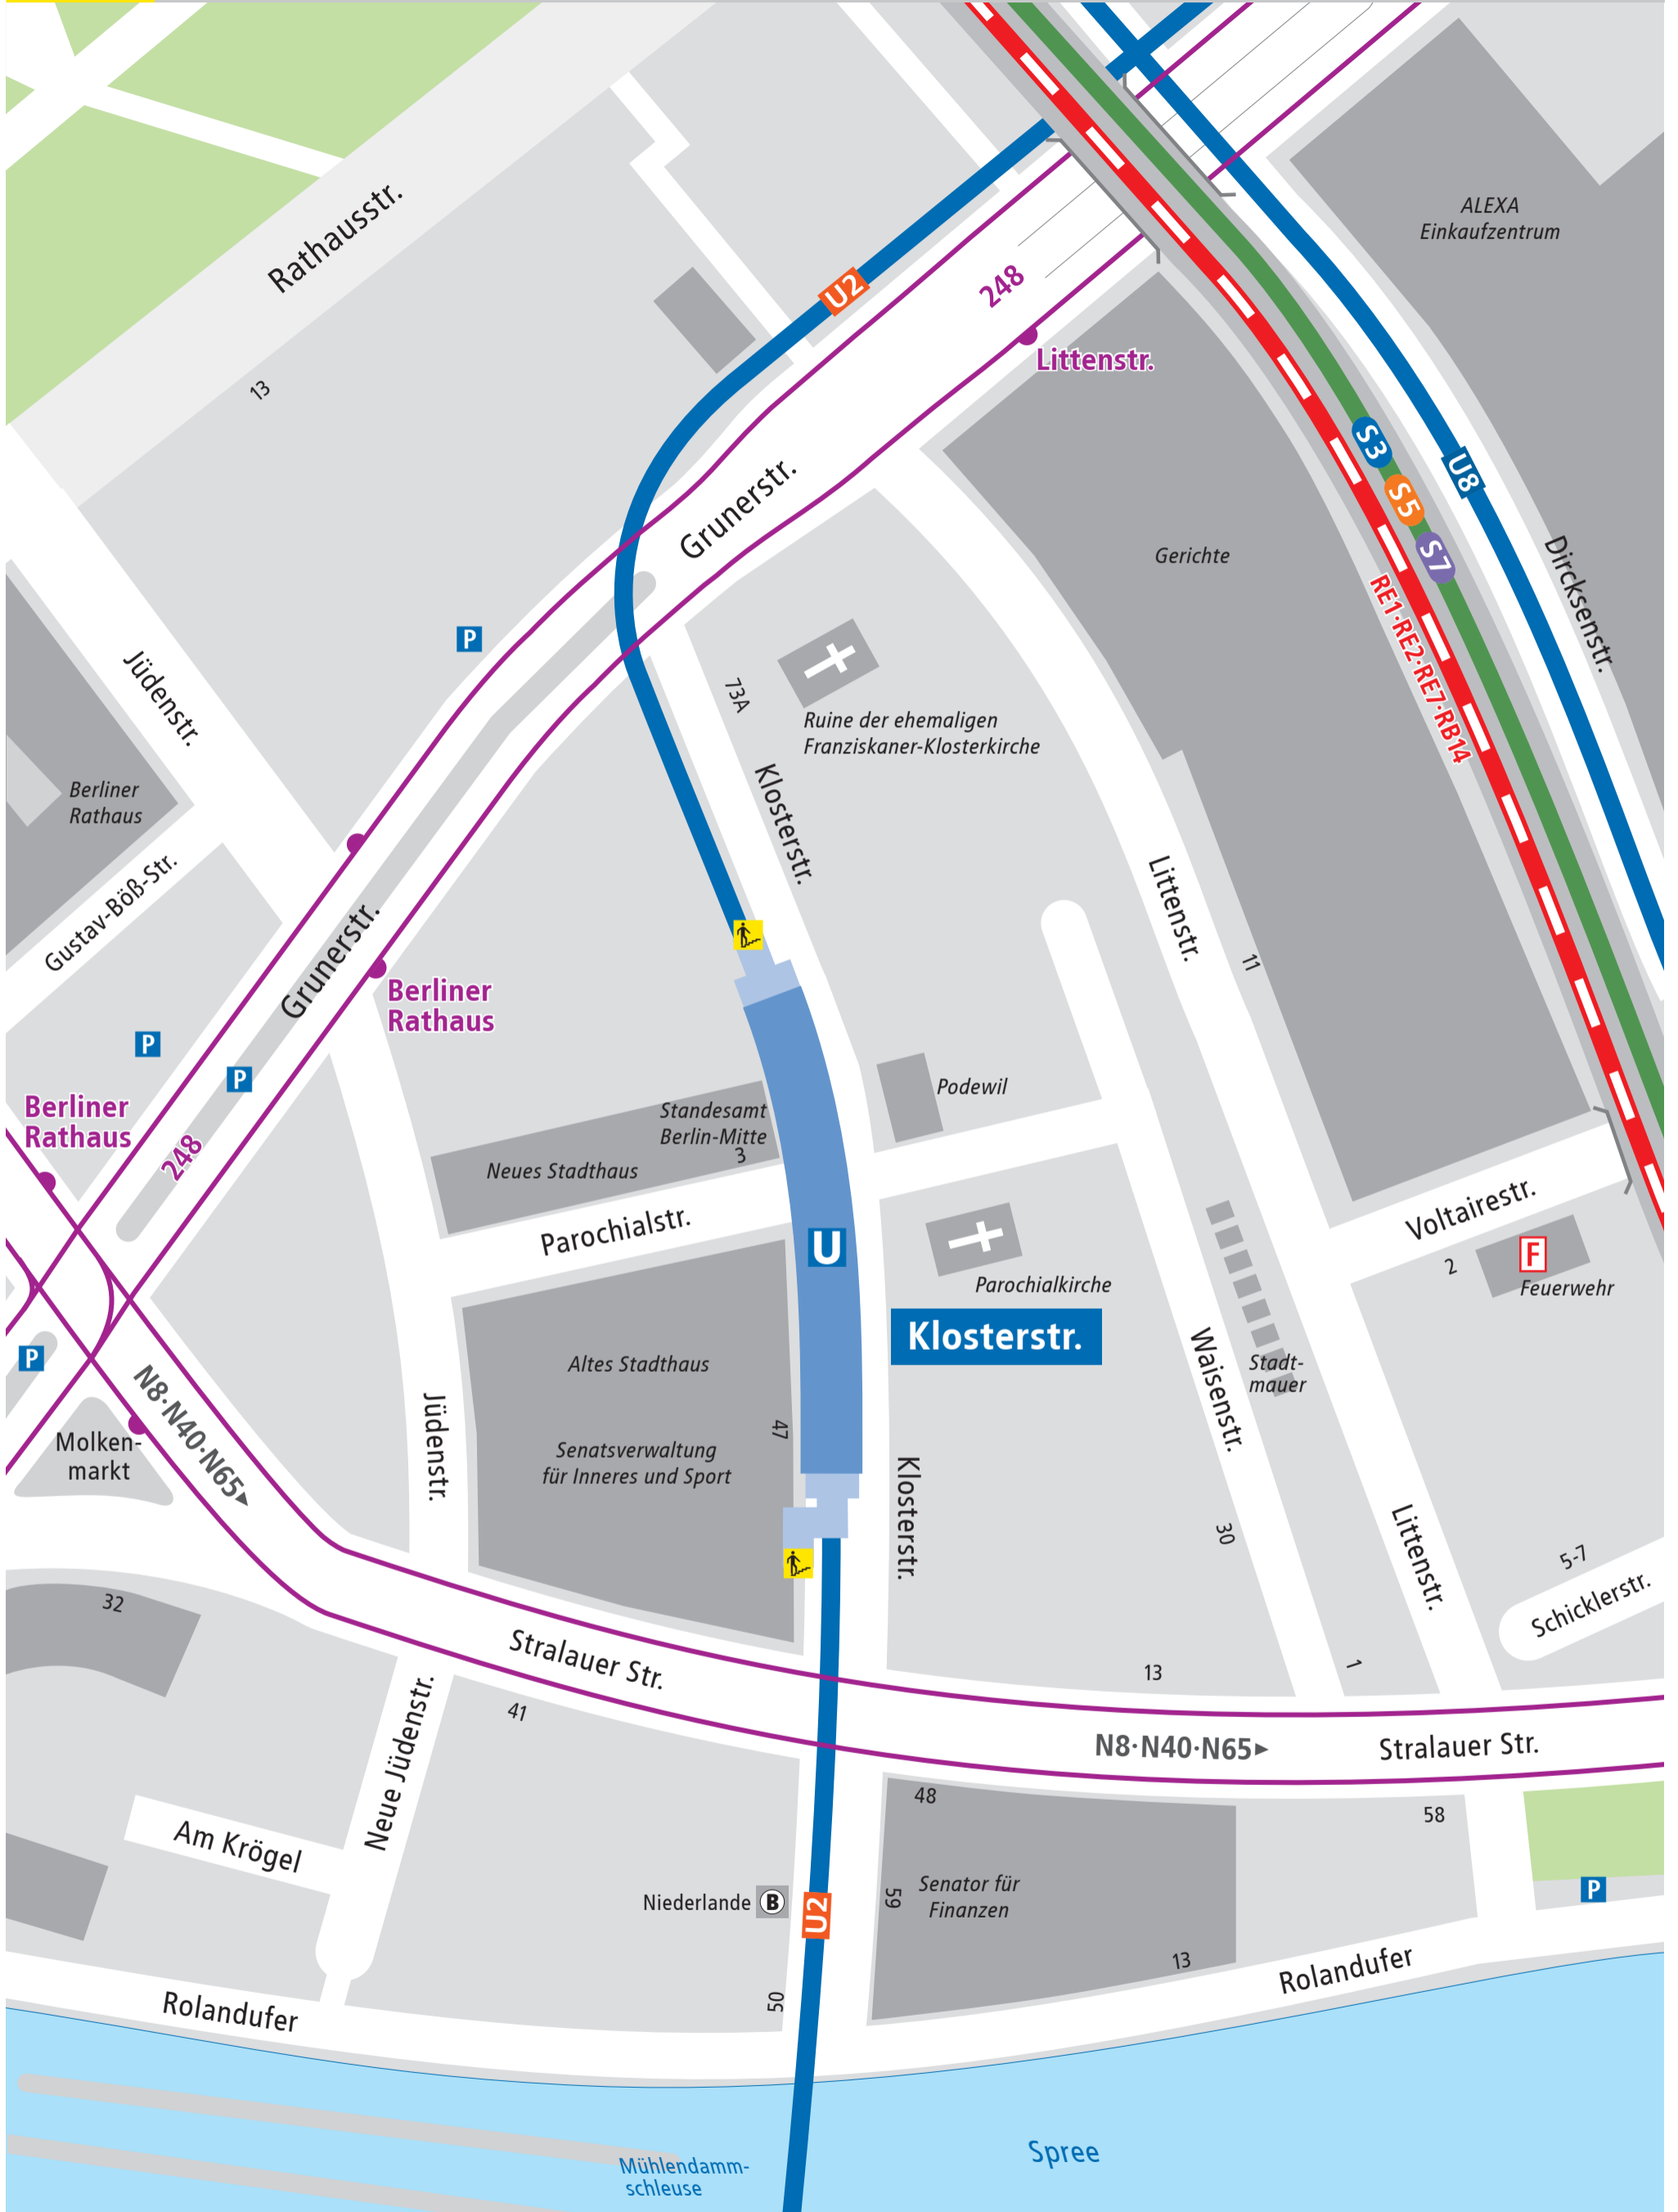 ALEXA
Einkaufzentrum
Rathausstr.
U2
248
Littenstr.
13
S3
U8
S5
Grunerstr.
S7
Gerichte
Dircksenstr.
P
RE1·RE2·RE7·RB14
Jüdenstr.
73A
Ruine der ehemaligen
Franziskaner-Klosterkirche
Berliner
Rathaus
Klosterstr.
Gustav-Böß-Str.
Littenstr.
Grunerstr.
11
Berliner
Rathaus
P
P
Berliner
Rathaus
Podewil
Standesamt
Berlin-Mitte
3
Neues Stadthaus
248
Parochialstr.
Voltairestr.
U
F
2
Feuerwehr
Parochialkirche
Klosterstr.
P
Altes Stadthaus
Waisenstr.
Stadt-
mauer
N8·N40·N65
Jüdenstr.
47
Molken-
markt
Senatsverwaltung
für Inneres und Sport
Klosterstr.
30
Littenstr.
5-7
Schicklerstr.
32
Stralauer Str.
13
1
41
N8·N40·N65
Stralauer Str.
Neue Jüdenstr.
48
58
Am Krögel
Senator für
Finanzen
59
P
Niederlande
B
U2
13
Rolandufer
50
Rolandufer
Spree
Mühlendamm-
schleuse